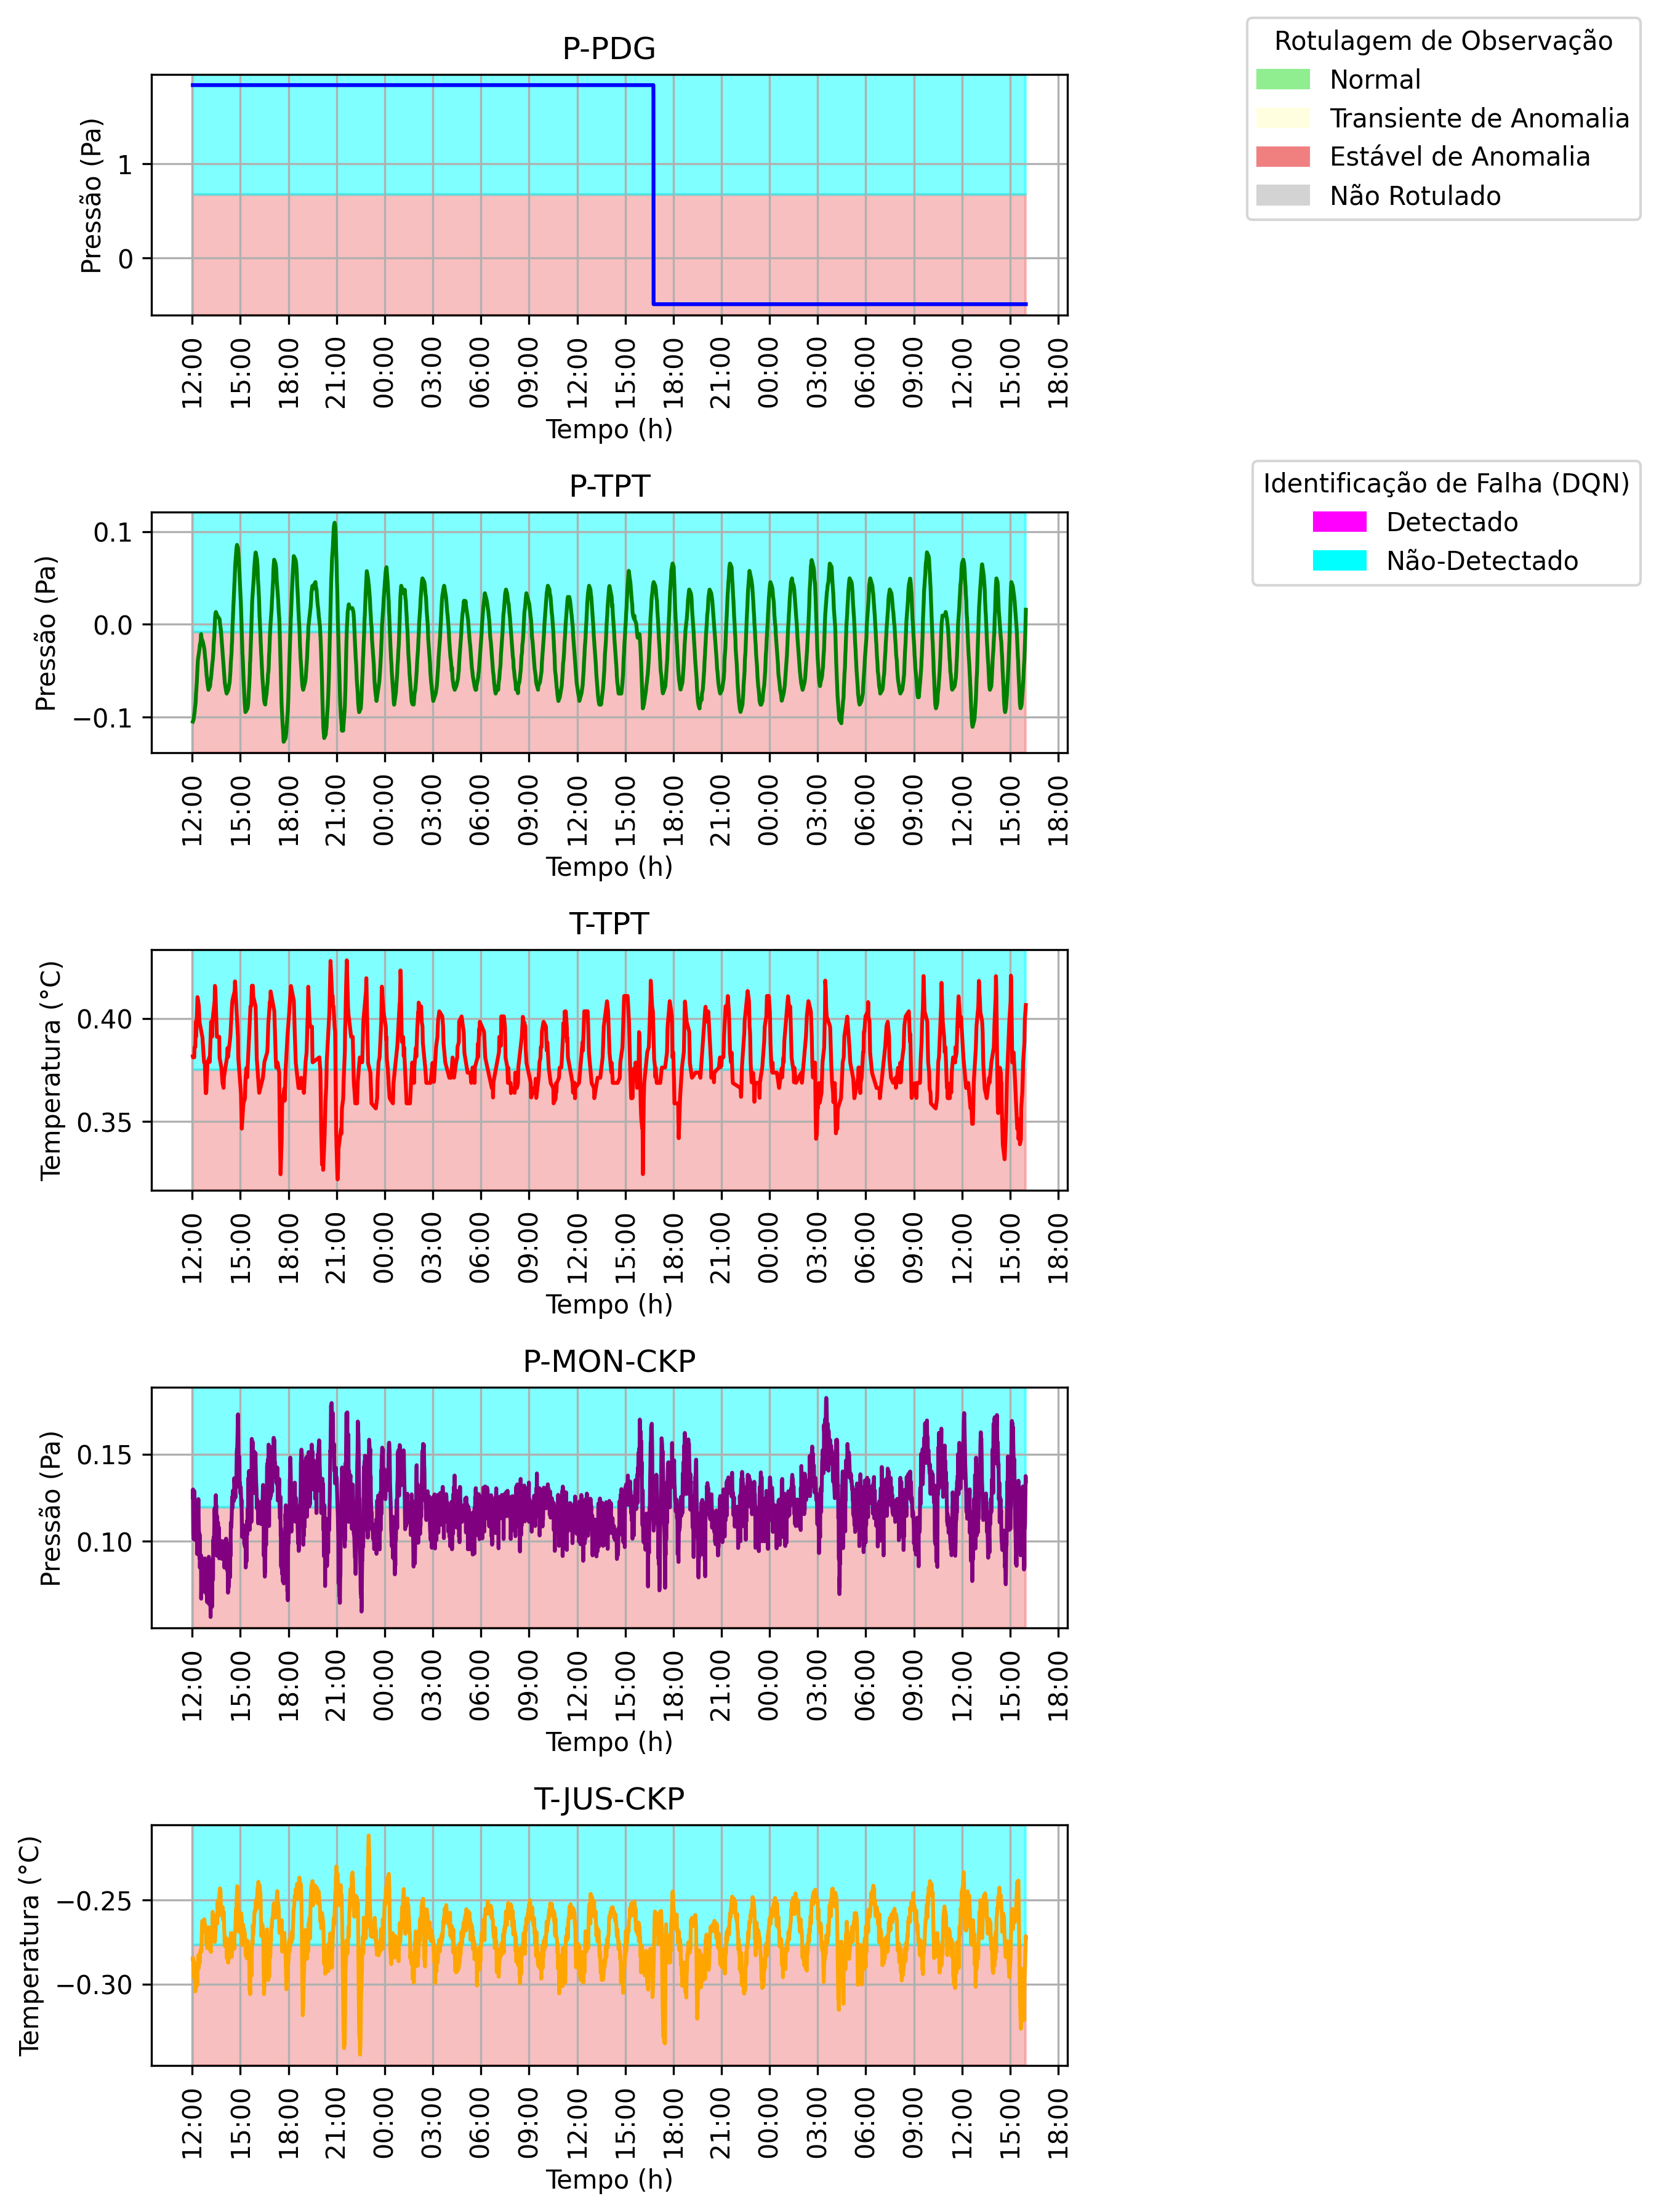 P-PDG
Pressão (Pa)
1
0
12:00 15:00 18:00 21:00 00:00 03:00 06:00 09:00 12:00 15:00 18:00 21:00 00:00 03:00 06:00 09:00 12:00 15:00 18:00
Tempo (h)
Rotulagem de Observação
Normal
Transiente de Anomalia
Estável de Anomalia
Não Rotulado
P-TPT
Pressão (Pa)
0.1
0.0
−0.1
12:00 15:00 18:00 21:00 00:00 03:00 06:00 09:00 12:00 15:00 18:00 21:00 00:00 03:00 06:00 09:00 12:00 15:00 18:00
Tempo (h)
Identificação de Falha (DQN)
Detectado
Não-Detectado
T-TPT
Temperatura (°C)
0.40
0.35
12:00 15:00 18:00 21:00 00:00 03:00 06:00 09:00 12:00 15:00 18:00 21:00 00:00 03:00 06:00 09:00 12:00 15:00 18:00
Tempo (h)
P-MON-CKP
Pressão (Pa)
0.15
0.10
12:00 15:00 18:00 21:00 00:00 03:00 06:00 09:00 12:00 15:00 18:00 21:00 00:00 03:00 06:00 09:00 12:00 15:00 18:00
Tempo (h)
T-JUS-CKP
Temperatura (°C)
−0.25
−0.30
12:00 15:00 18:00 21:00 00:00 03:00 06:00 09:00 12:00 15:00 18:00 21:00 00:00 03:00 06:00 09:00 12:00 15:00 18:00
Tempo (h)